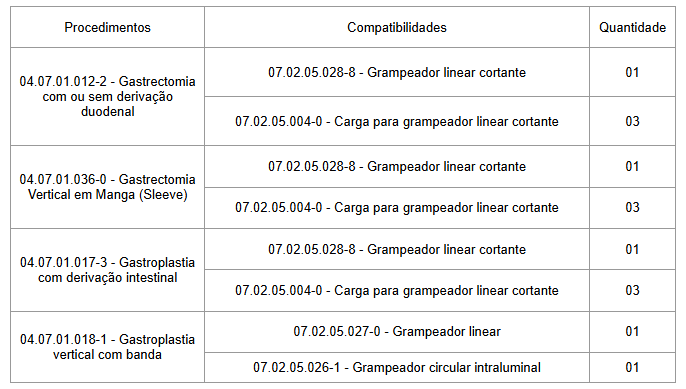 Procedimentos Compatibilidades Quantidade
04.07.01.012-2 - Gastrectomia
com ou sem derivação
duodenal
07.02.05.028-8 - Grampeador linear cortante 01
07.02.05.004-0 - Carga para grampeador linear cortante 03
04.07.01.036-0 - Gastrectomia
Vertical em Manga (Sleeve)
07.02.05.028-8 - Grampeador linear cortante 01
07.02.05.004-0 - Carga para grampeador linear cortante 03
04.07.01.017-3 - Gastroplastia
com derivação intestinal
07.02.05.028-8 - Grampeador linear cortante 01
07.02.05.004-0 - Carga para grampeador linear cortante 03
04.07.01.018-1 - Gastroplastia
vertical com banda
07.02.05.027-0 - Grampeador linear 01
07.02.05.026-1 - Grampeador circular intraluminal 01